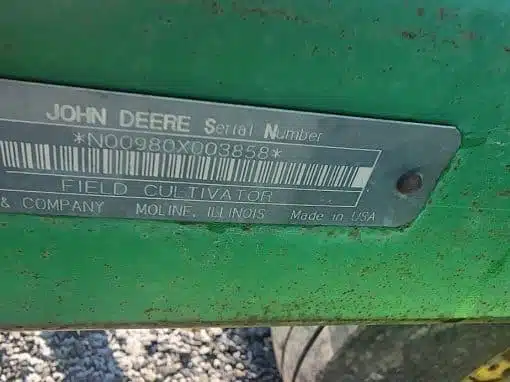 JOHN DEERE Serial Number
*N00980X003858*
FIELD CULTIVATOR
& COMPANY MOLINE, ILLINOIS Made in USA